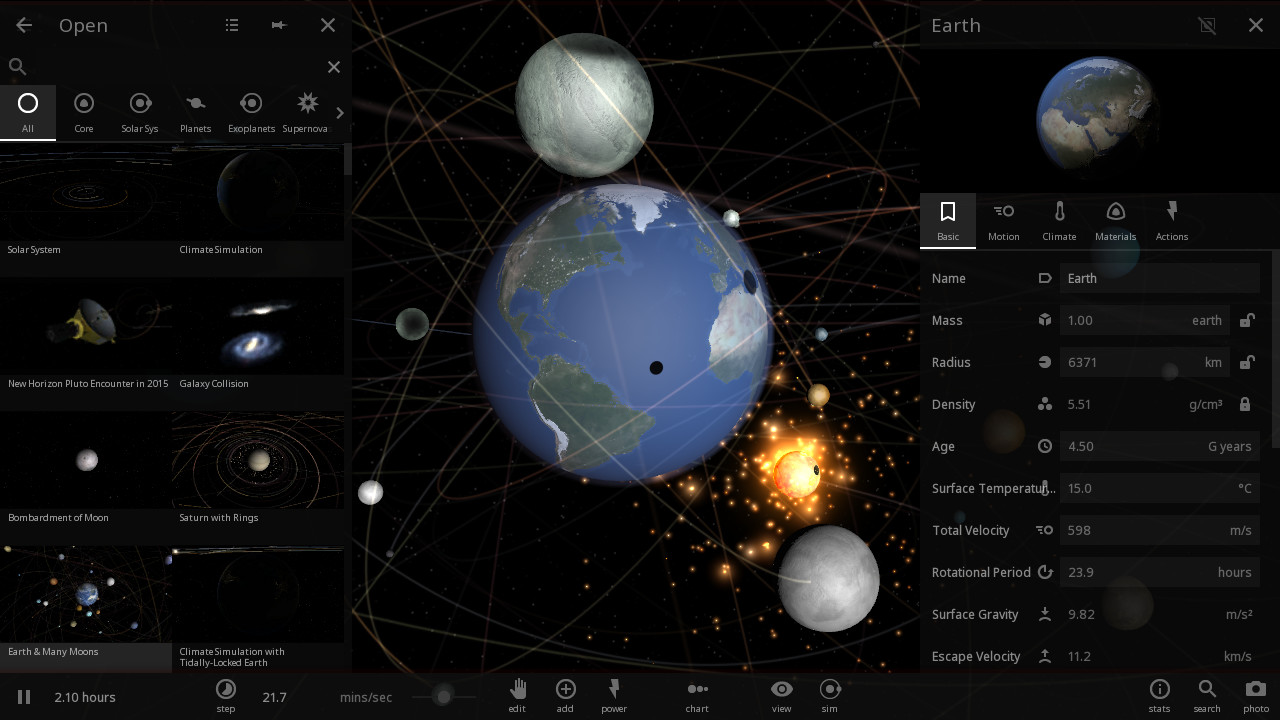 Open
All
Core
Solar Sys
Planets
Exoplanets
Supernova
Solar System
Climate Simulation
New Horizon Pluto Encounter in 2015
Galaxy Collision
Bombardment of Moon
Saturn with Rings
Earth & Many Moons
Climate Simulation with
Tidally-Locked Earth
Earth
Basic
Motion
Climate
Materials
Actions
Name Earth
Mass 1.00 earth
Radius 6371 km
Density 5.51 g/cm³
Age 4.50 G years
Surface Temperatur... 15.0 °C
Total Velocity 598 m/s
Rotational Period 23.9 hours
Surface Gravity 9.82 m/s²
Escape Velocity 11.2 km/s
2.10 hours
step
21.7 mins/sec
edit
add
power
chart
view
sim
stats
search
photo